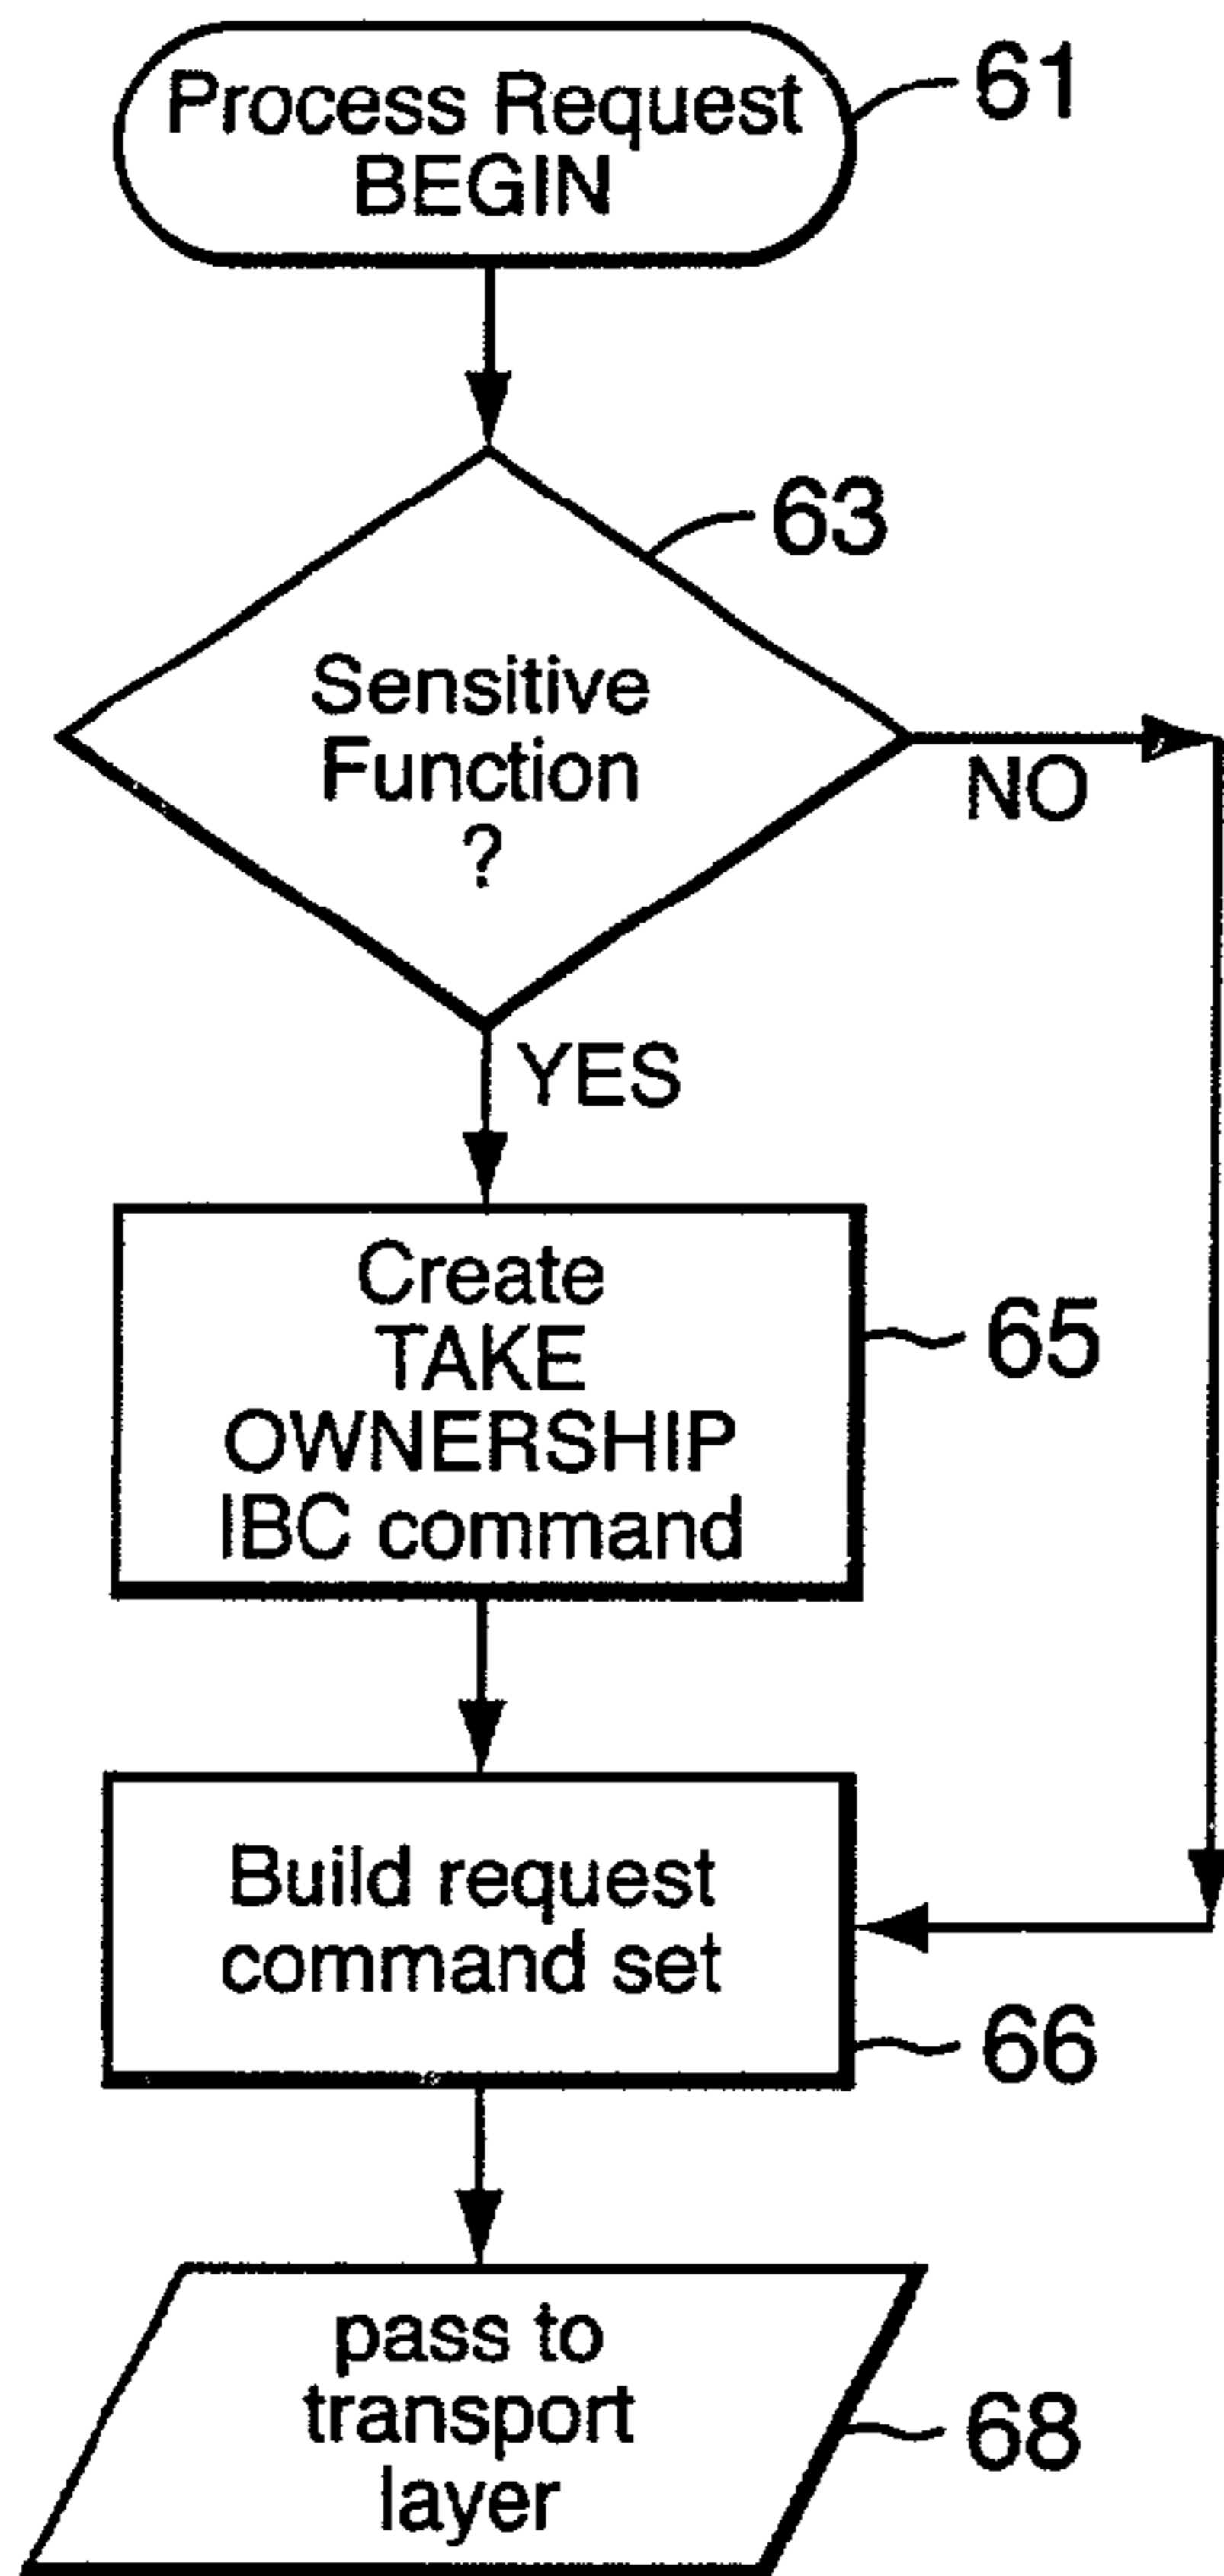 Process Request
BEGIN
61
63
Sensitive
Function
?
NO
YES
Create
TAKE
OWNERSHIP
IBC command
65
Build request
command set
66
pass to
transport
layer
68